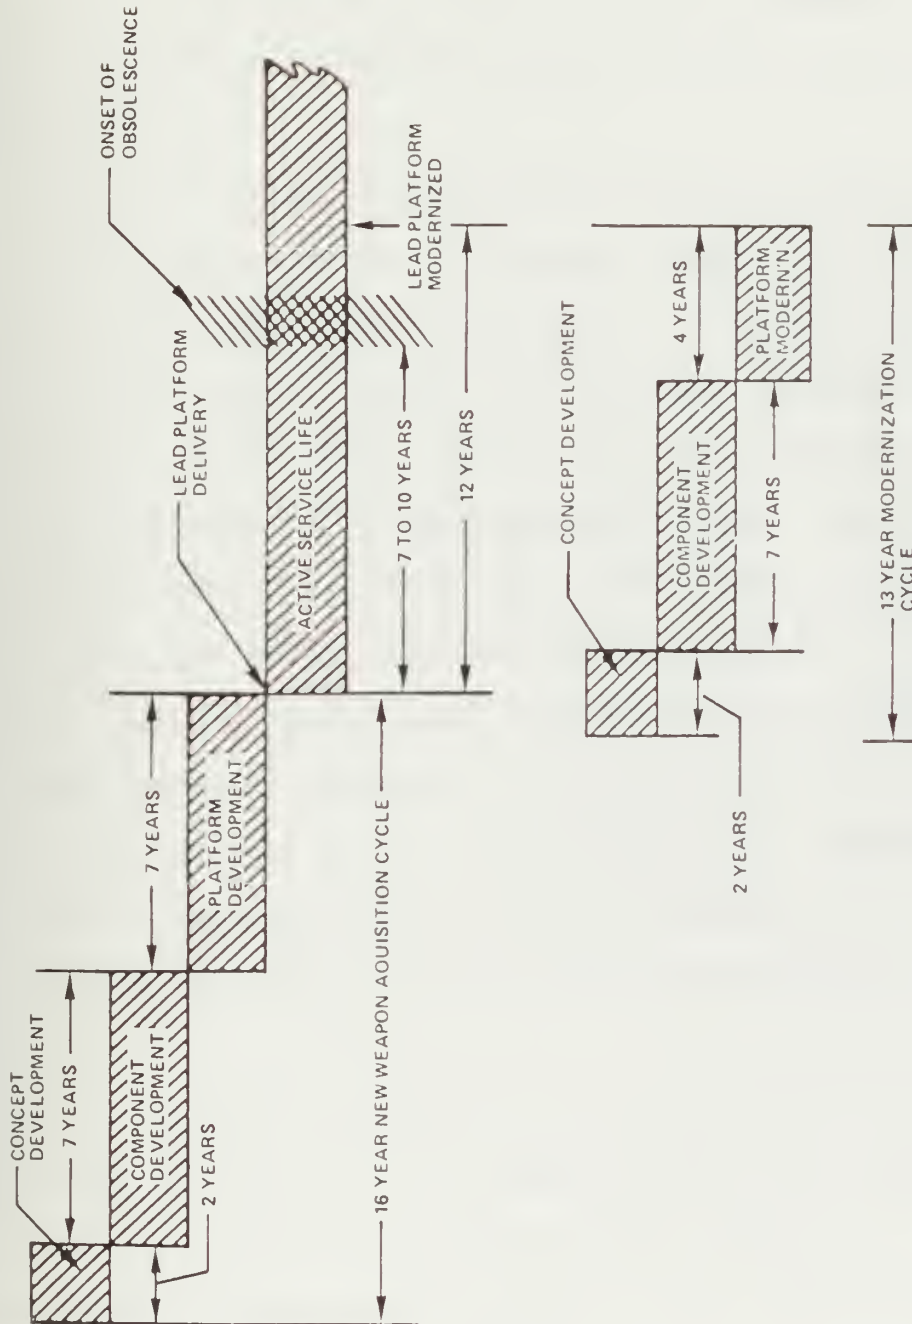 CONCEPT
DEVELOPMENT
7 YEARS
COMPONENT
DEVELOPMENT
2 YEARS
7 YEARS
PLATFORM
DEVELOPMENT
16 YEAR NEW WEAPON AQUISITION CYCLE
LEAD PLATFORM
DELIVERY
ONSET OF
OBSOLESCENCE
ACTIVE SERVICE LIFE
7 TO 10 YEARS
LEAD PLATFORM
MODERNIZED
12 YEARS
CONCEPT DEVELOPMENT
2 YEARS
COMPONENT
DEVELOPMENT
7 YEARS
4 YEARS
PLATFORM
MODERN'N
13 YEAR MODERNIZATION
CYCLE